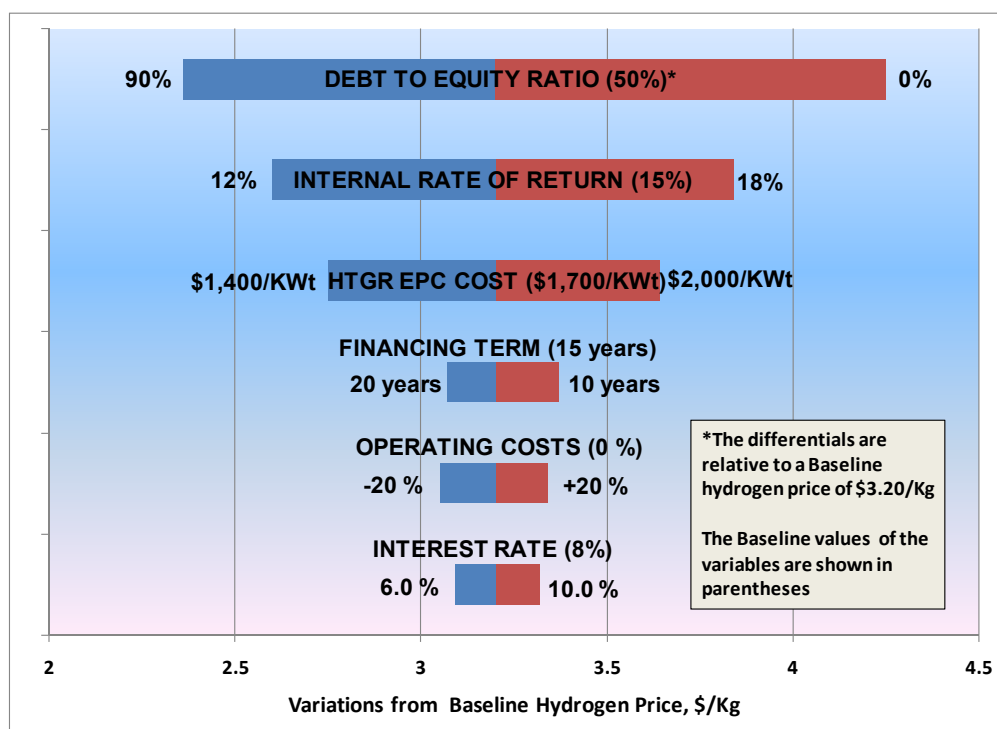 90%
DEBT TO EQUITY RATIO (50%)*
0%
12%
INTERNAL RATE OF RETURN (15%)
18%
$1,400/KWt
HTGR EPC COST ($1,700/KWt)
$2,000/KWt
FINANCING TERM (15 years)
20 years
10 years
OPERATING COSTS (0 %)
-20 %
+20 %
INTEREST RATE (8%)
6.0 %
10.0 %
*The differentials are
relative to a Baseline
hydrogen price of $3.20/Kg
The Baseline values of the
variables are shown in
parentheses
2
2.5
3
3.5
4
4.5
Variations from Baseline Hydrogen Price, $/Kg